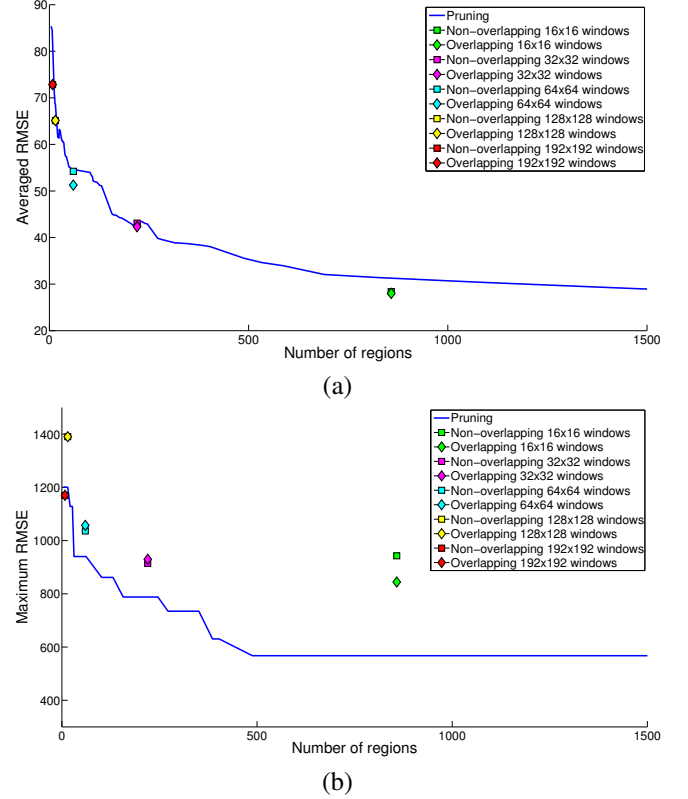 90
80
70
60
50
40
30
20
Averaged RMSE
Pruning
Non-overlapping 16x16 windows
Overlapping 16x16 windows
Non-overlapping 32x32 windows
Overlapping 32x32 windows
Non-overlapping 64x64 windows
Overlapping 64x64 windows
Non-overlapping 128x128 windows
Overlapping 128x128 windows
Non-overlapping 192x192 windows
Overlapping 192x192 windows
0 500 1000 1500
Number of regions
(a)
1400
1200
1000
800
600
400
Maximum RMSE
Pruning
Non-overlapping 16x16 windows
Overlapping 16x16 windows
Non-overlapping 32x32 windows
Overlapping 32x32 windows
Non-overlapping 64x64 windows
Overlapping 64x64 windows
Non-overlapping 128x128 windows
Overlapping 128x128 windows
Non-overlapping 192x192 windows
Overlapping 192x192 windows
0 500 1000 1500
Number of regions
(b)